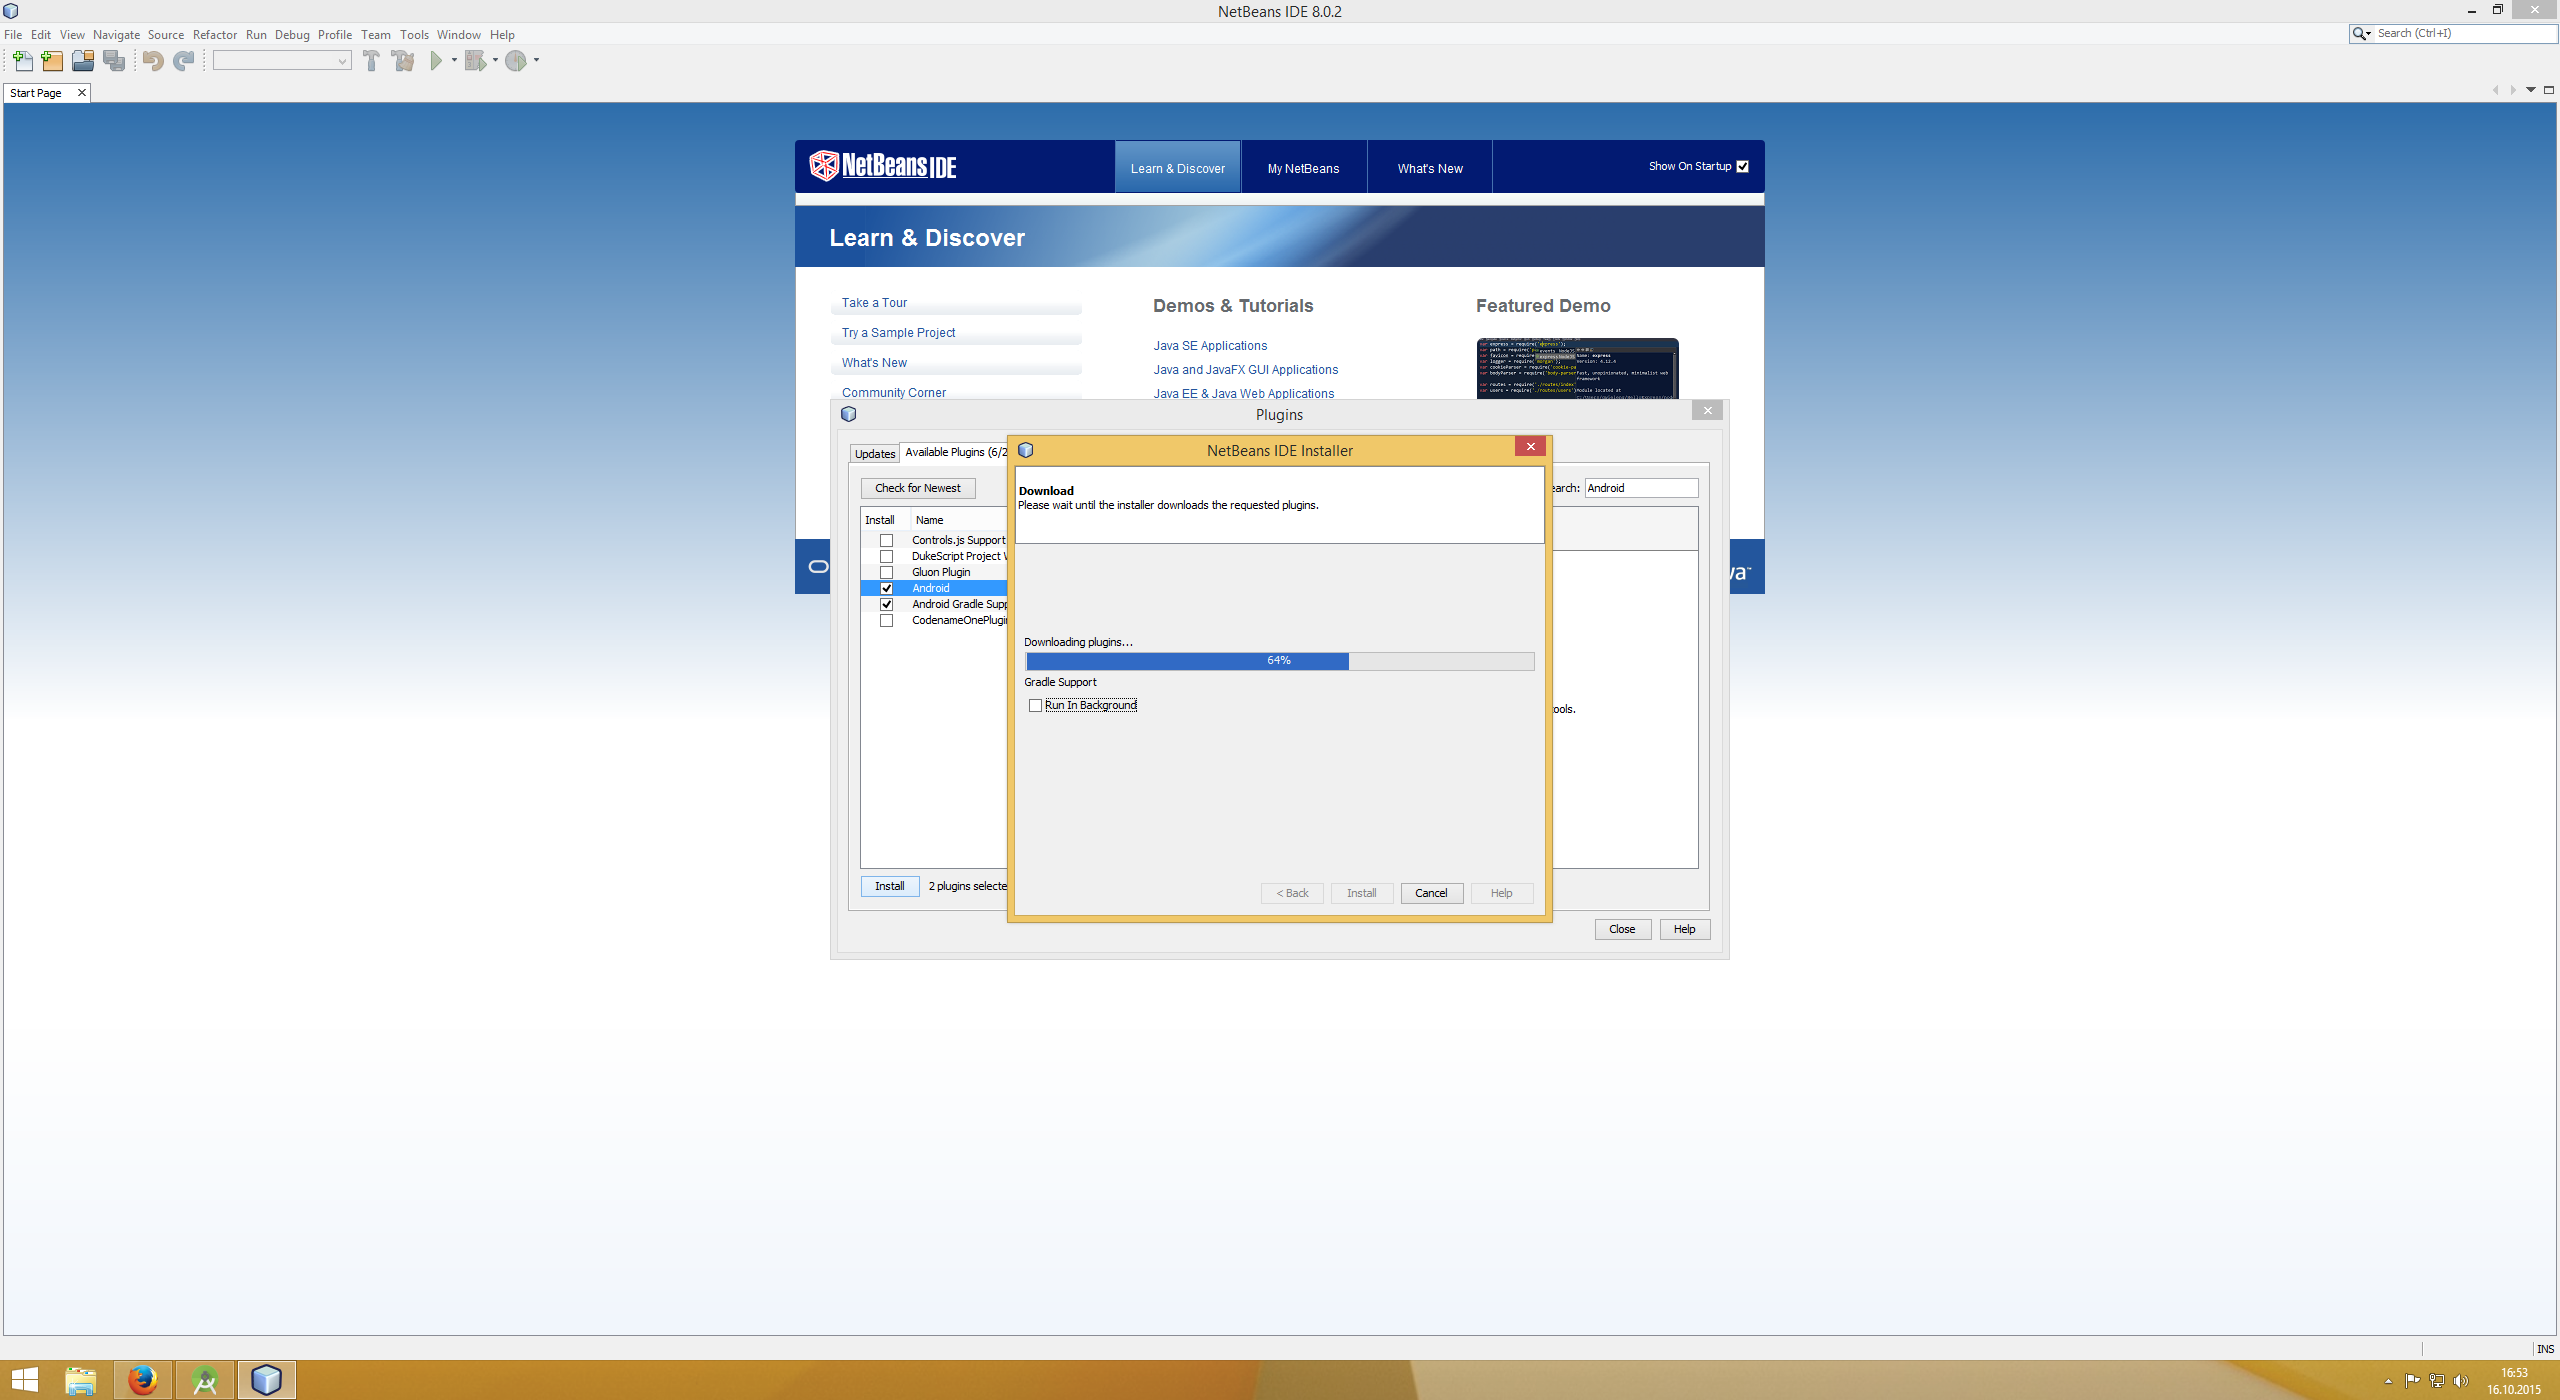 NetBeans IDE 8.0.2
File Edit View Navigate Source Refactor Run Debug Profile Team Tools Window Help
Search (Ctrl+I)
Start Page
NetBeans IDE
Learn & Discover
My NetBeans
What's New
Show On Startup
Learn & Discover
Take a Tour
Try a Sample Project
What's New
Community Corner
Demos & Tutorials
Java SE Applications
Java and JavaFX GUI Applications
Java EE & Java Web Applications
Featured Demo
Plugins
Updates
Available Plugins (6/2
Check for Newest
earch: Android
Install Name
Controls.js Support
DukeScript Project W
Gluon Plugin
Android
Android Gradle Supp
CodenameOnePlugin
ools.
Install
2 plugins selecte
Close
Help
NetBeans IDE Installer
Download
Please wait until the installer downloads the requested plugins.
Downloading plugins...
64%
Gradle Support
Run In Background
< Back
Install
Cancel
Help
va™
INS
16:53
16.10.2015